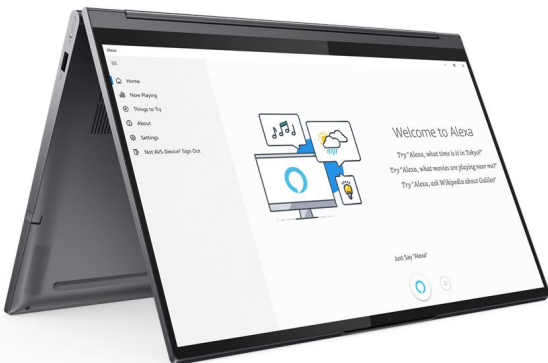 Alexa
Home
Now Playing
Things to Try
About
Settings
Not AVS-Device? Sign Out
Welcome to Alexa
Try "Alexa, what time is it in Tokyo?"
Try "Alexa, what movies are playing near me?"
Try "Alexa, ask Wikipedia about Galileo"
Just Say "Alexa"